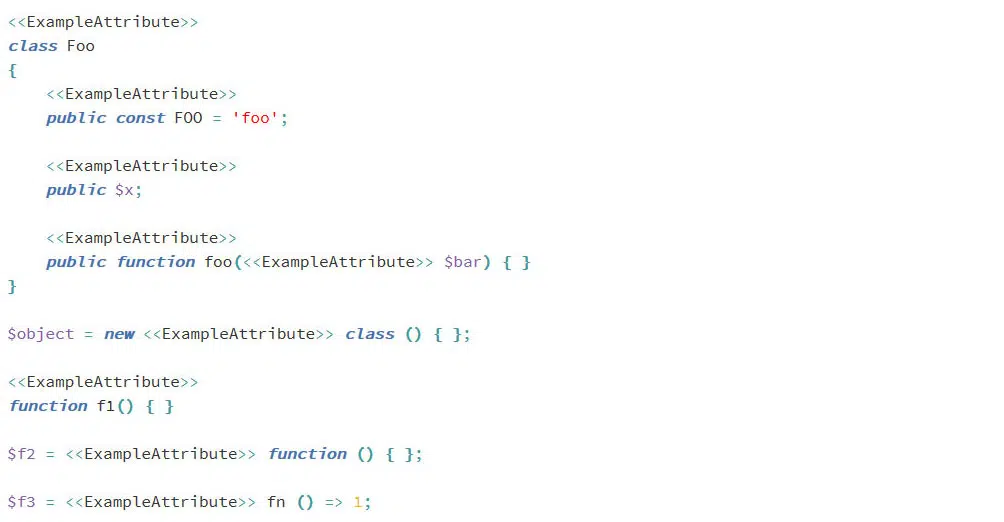 <<ExampleAttribute>>
class Foo
{
    <<ExampleAttribute>>
    public const FOO = 'foo';

    <<ExampleAttribute>>
    public $x;

    <<ExampleAttribute>>
    public function foo(<<ExampleAttribute>> $bar) { }
}

$object = new <<ExampleAttribute>> class () { };

<<ExampleAttribute>>
function f1() { }

$f2 = <<ExampleAttribute>> function () { };

$f3 = <<ExampleAttribute>> fn () => 1;